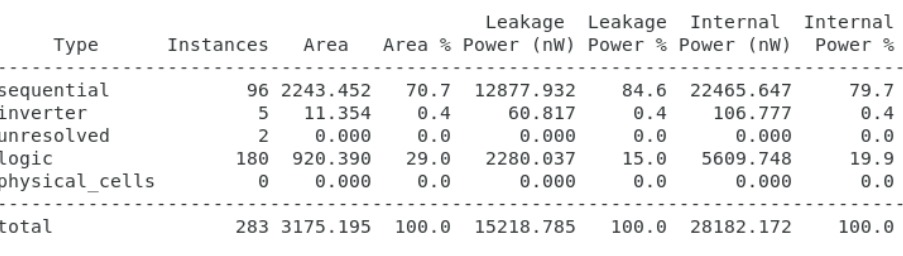 Leakage Leakage Internal Internal
Type Instances Area Area % Power (nW) Power % Power (nW) Power %
--------------------------------------------------------------------------------
sequential 96 2243.452 70.7 12877.932 84.6 22465.647 79.7
inverter 5 11.354 0.4 60.817 0.4 106.777 0.4
unresolved 2 0.000 0.0 0.000 0.0 0.000 0.0
logic 180 920.390 29.0 2280.037 15.0 5609.748 19.9
physical_cells 0 0.000 0.0 0.000 0.0 0.000 0.0
--------------------------------------------------------------------------------
total 283 3175.195 100.0 15218.785 100.0 28182.172 100.0